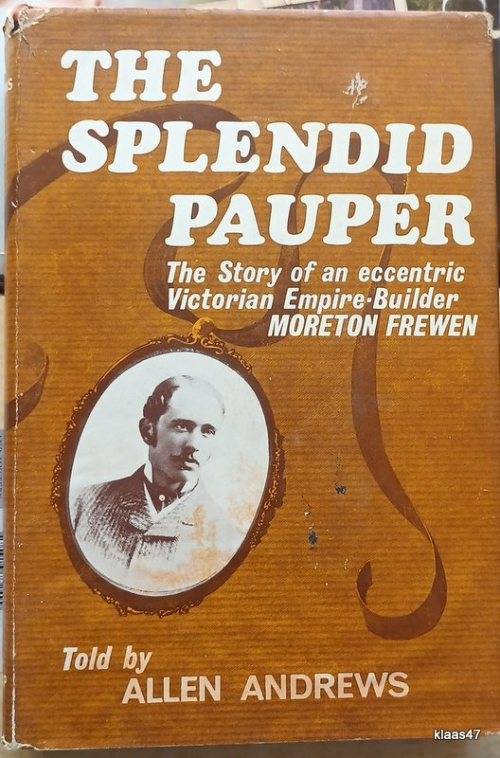 THE
SPLENDID
PAUPER
The Story of an eccentric
Victorian Empire-Builder
MORETON FREWEN
Told by
ALLEN ANDREWS
klaas47